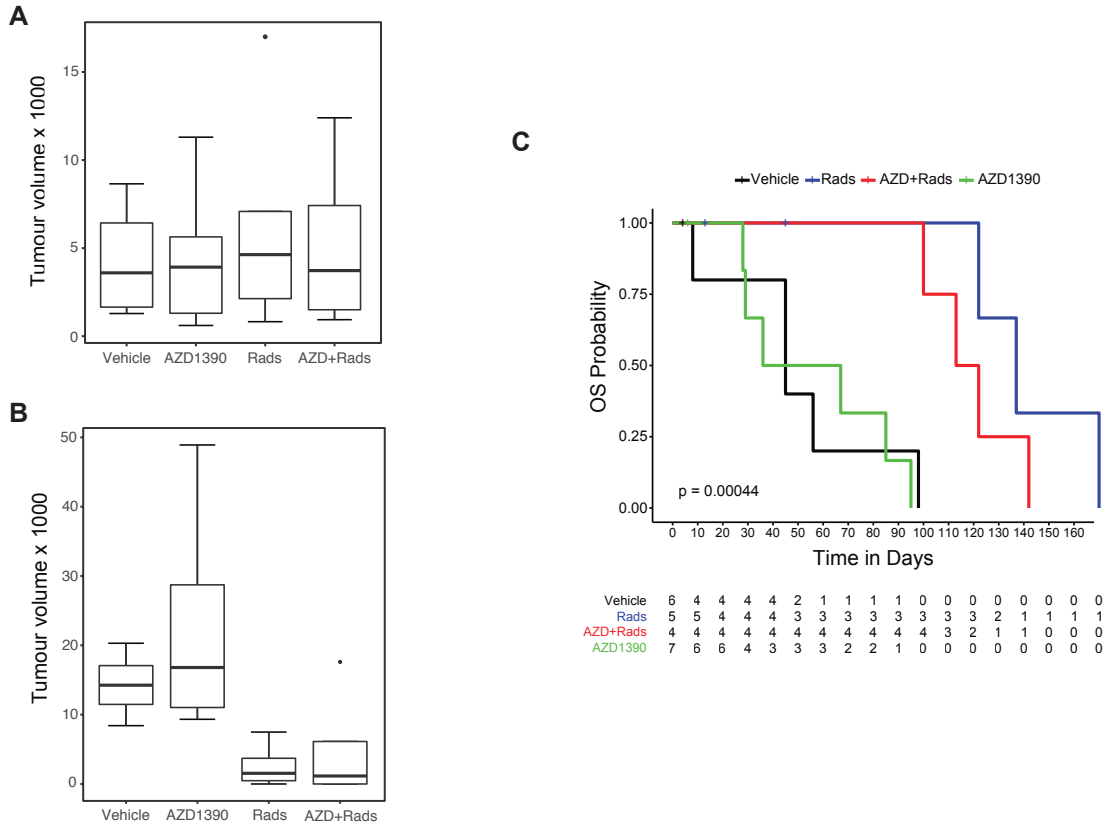 A
Tumour volume x 1000
15
10
5
0
Vehicle AZD1390 Rads AZD+Rads
B
Tumour volume x 1000
50
40
30
20
10
0
Vehicle AZD1390 Rads AZD+Rads
C
Vehicle Rads AZD+Rads AZD1390
OS Probability
1.00
0.75
0.50
0.25
0.00
p = 0.00044
0 10 20 30 40 50 60 70 80 90 100 110 120 130 140 150 160
Time in Days
Vehicle 6 4 4 4 4 2 1 1 1 1 0 0 0 0 0 0 0 0
Rads 5 5 4 4 4 3 3 3 3 3 3 3 3 2 1 1 1 1
AZD+Rads 4 4 4 4 4 4 4 4 4 4 4 3 2 1 1 0 0 0
AZD1390 7 6 6 4 3 3 3 2 2 1 0 0 0 0 0 0 0 0